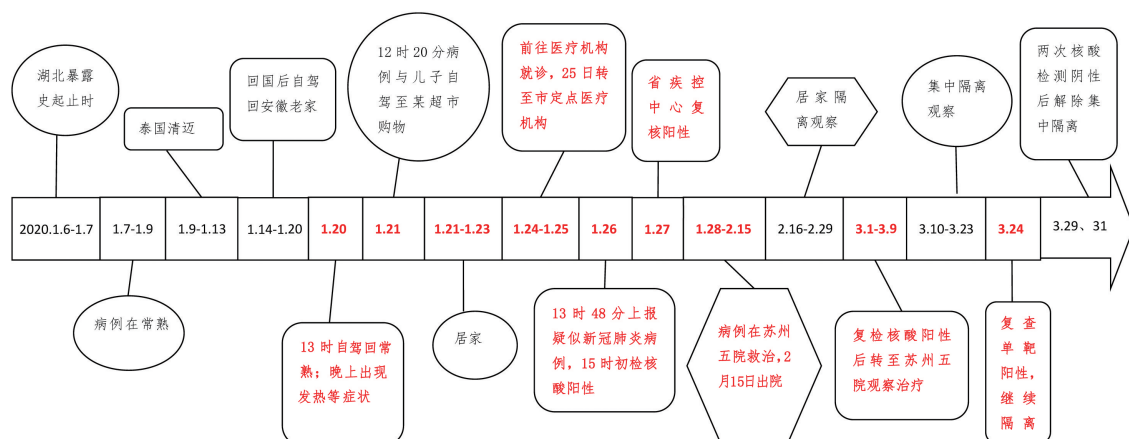 湖北暴露
史起止时
泰国清迈
回国后自驾
回安徽老家
12时20分病
例与儿子自
驾至某超市
购物
前往医疗机构
就诊，25日转
至市定点医疗
机构
省疾控
中心复
核阳性
居家隔
离观察
集中隔离
观察
两次核酸
检测阴性
后解除集
中隔离
2020.1.6-1.7
1.7-1.9
1.9-1.13
1.14-1.20
1.20
1.21
1.21-1.23
1.24-1.25
1.26
1.27
1.28-2.15
2.16-2.29
3.1-3.9
3.10-3.23
3.24
3.29、31
病例在常熟
13时自驾回常
熟；晚上出现
发热等症状
居家
13时48分上报
疑似新冠肺炎病
例，15时初检核
酸阳性
病例在苏州
五院救治,2
月15日出院
复检核酸阳性
后转至苏州五
院观察治疗
复查
单靶
阳性，
继续
隔离